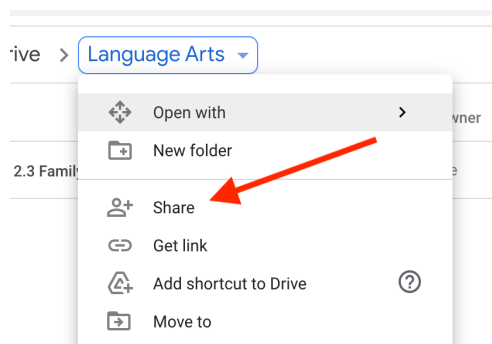 rive > Language Arts
Open with
wner
New folder
2.3 Family
e
Share
Get link
Add shortcut to Drive
Move to